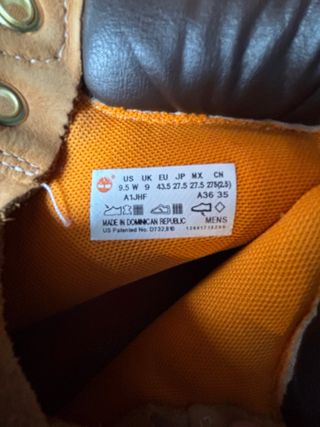 US UK EU JP MX CN
9.5 W 9 43.5 27.5 27.5 275(2.5)
A1JHF A36 35
MADE IN DOMINICAN REPUBLIC MENS
US Patented No. D732,810